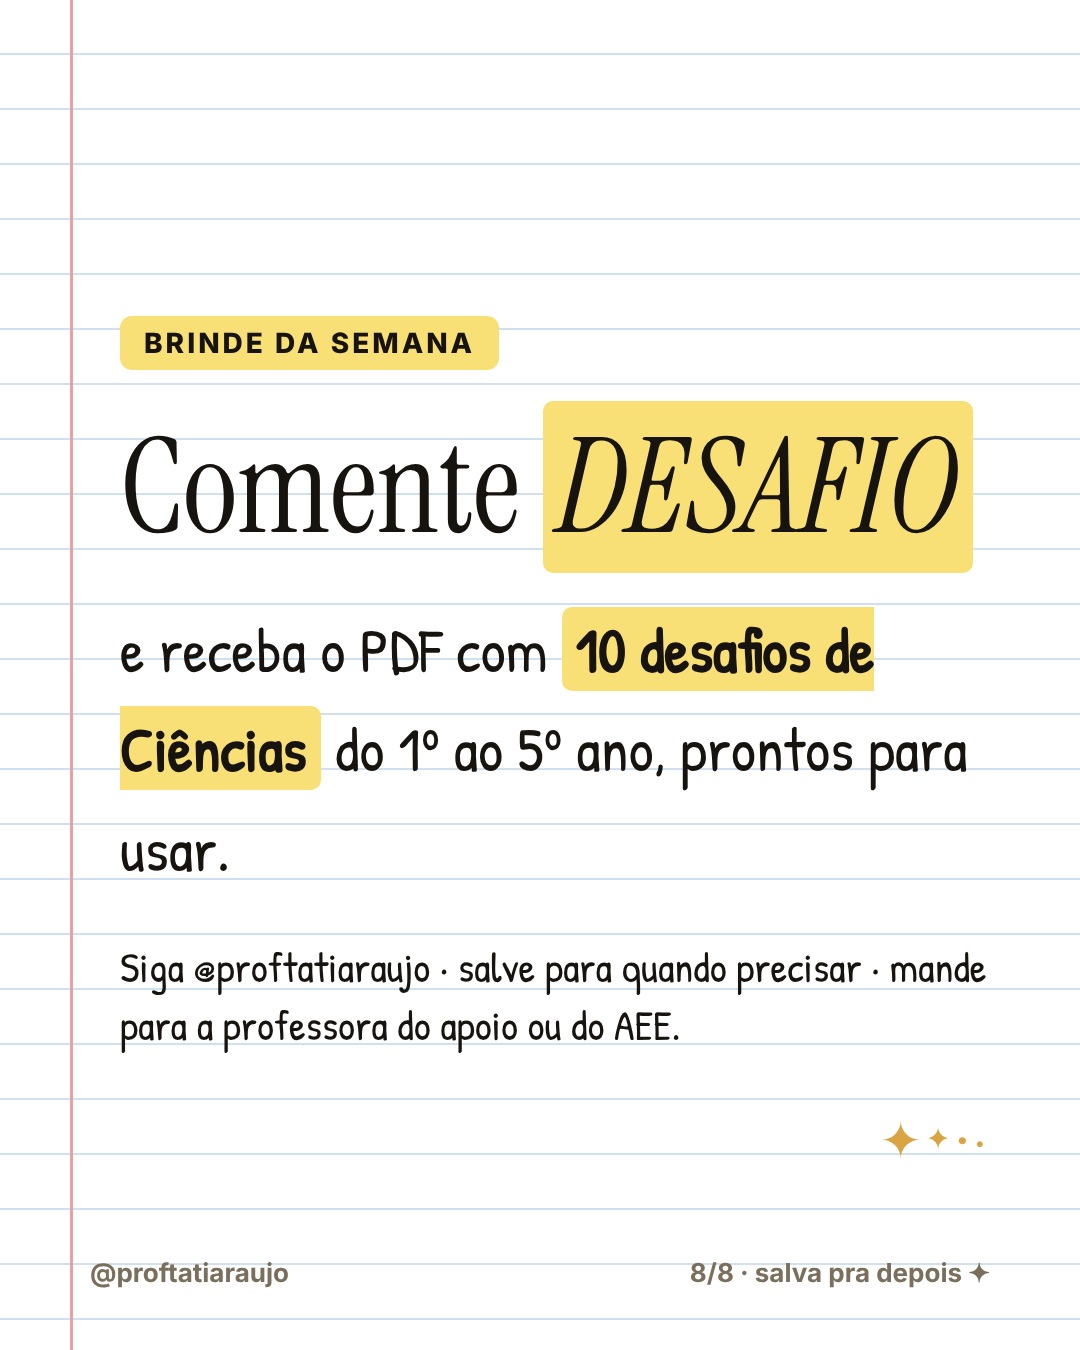 BRINDE DA SEMANA
Comente DESAFIO
e receba o PDF com 10 desafios de
Ciências do 1º ao 5º ano, prontos para
usar.
Siga @proftatiaraujo · salve para quando precisar · mande
para a professora do apoio ou do AEE.
@proftatiaraujo
8/8 · salva pra depois ✦